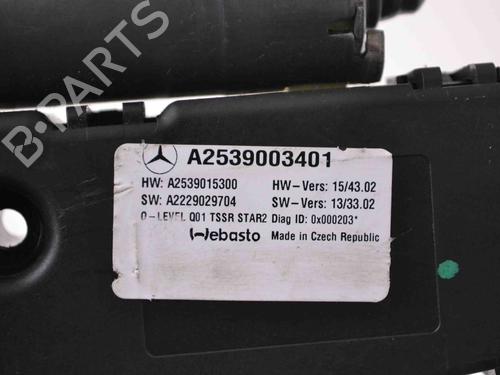 B-PARTS
A2539003401
HW: A2539015300 HW-Vers: 15/43.02
SW: A2229029704 SW-Vers: 13/33.02
Q-LEVEL Q01 TSSR STAR2 Diag ID: 0x000203*
Webasto Made in Czech Republic